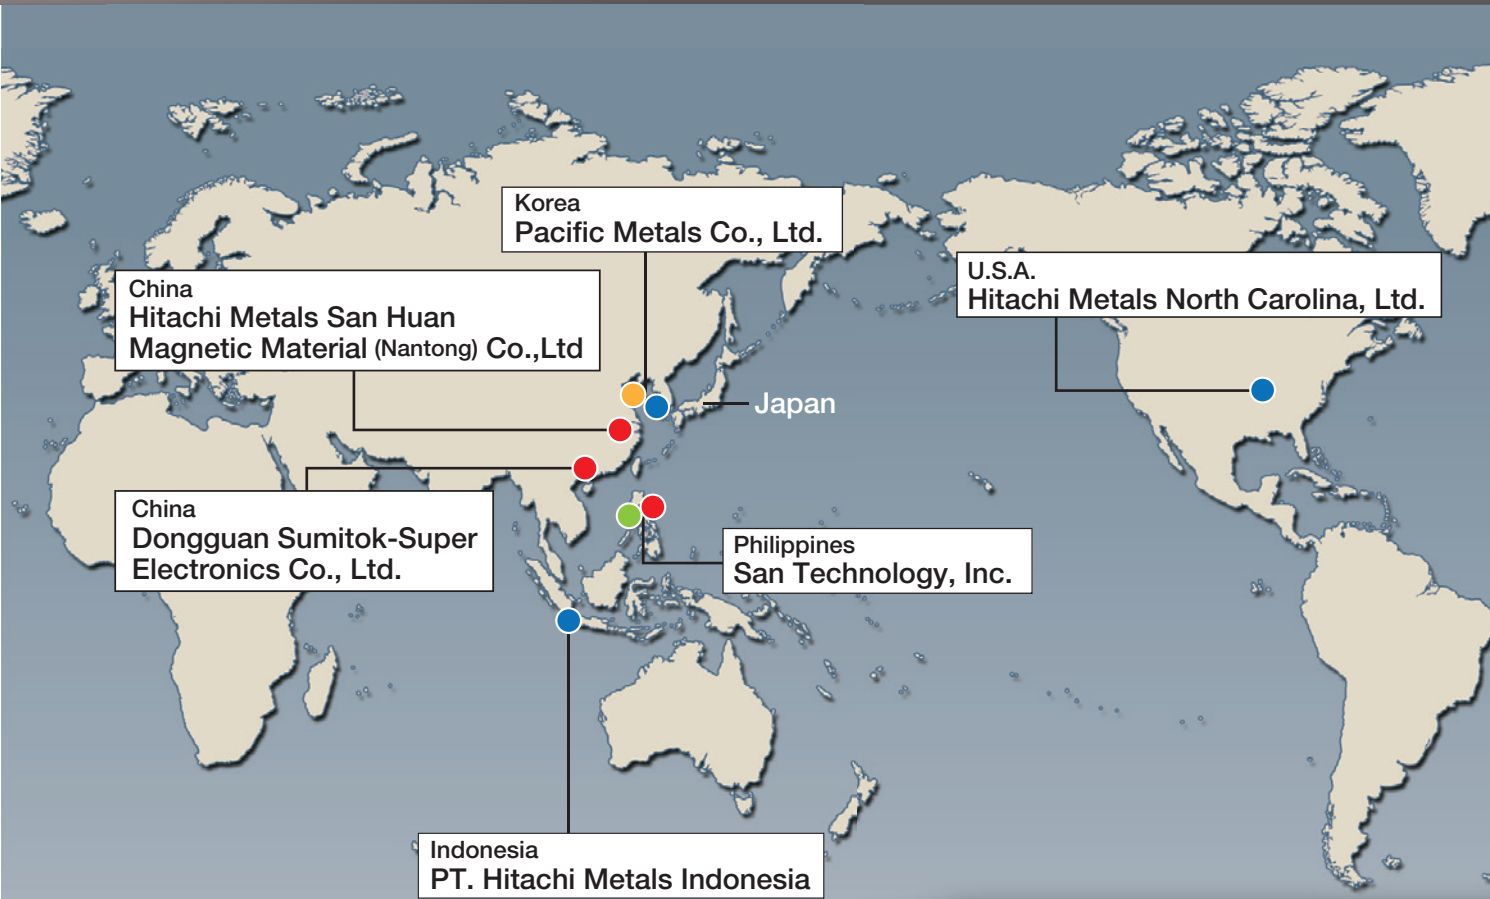 Korea
Pacific Metals Co., Ltd.
U.S.A.
Hitachi Metals North Carolina, Ltd.
China
Hitachi Metals San Huan
Magnetic Material (Nantong) Co.,Ltd
Japan
China
Dongguan Sumitok-Super
Electronics Co., Ltd.
Philippines
San Technology, Inc.
Indonesia
PT. Hitachi Metals Indonesia